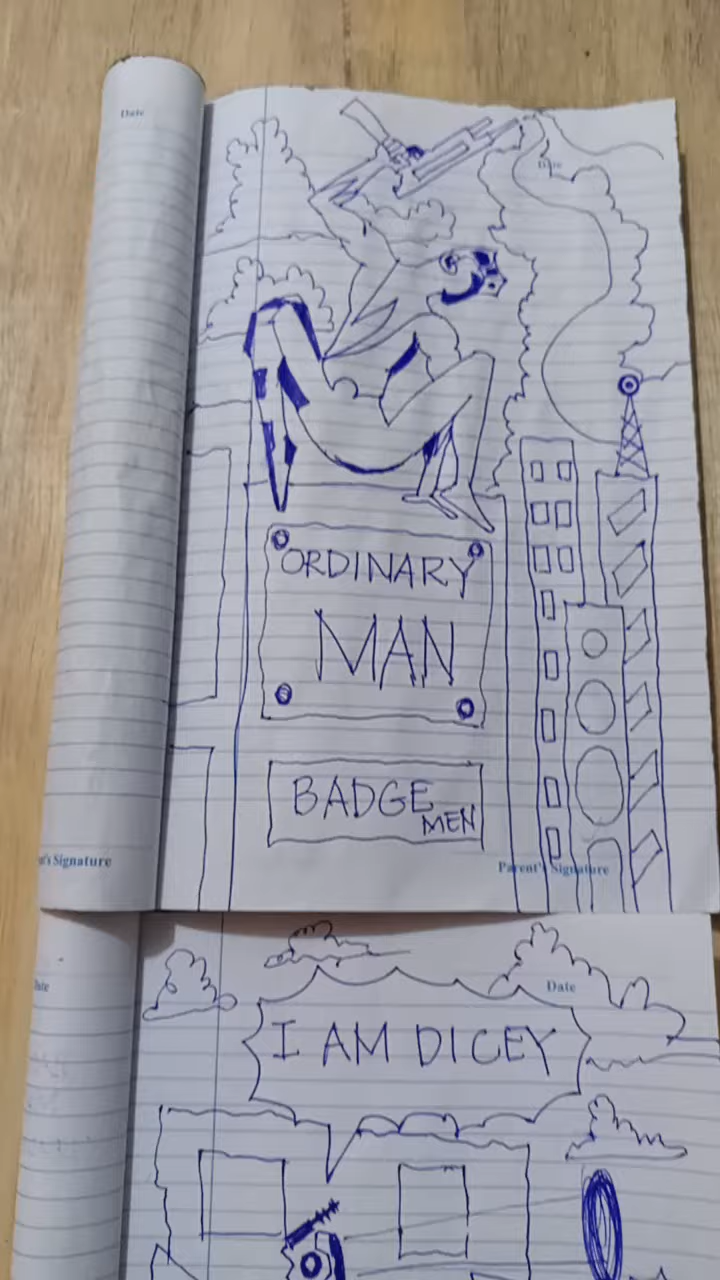 Date
Date
ORDINARY
MAN
BADGE
MEN
Parent's Signature
Date
I AM DICEY